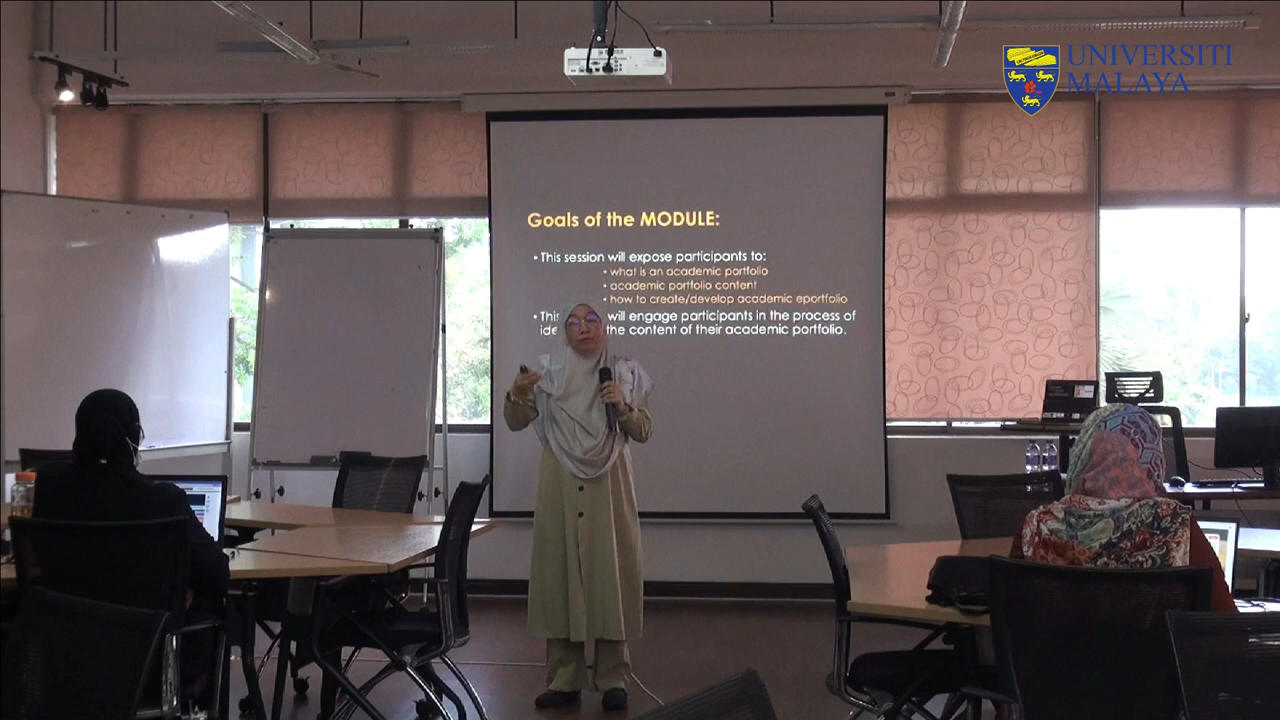 UNIVERSITI
MALAYA
Goals of the MODULE:
• This session will expose participants to:
• what is an academic portfolio
• academic portfolio content
• how to create/develop academic eportfolio
• will engage participants in the process of
the content of their academic portfolio.